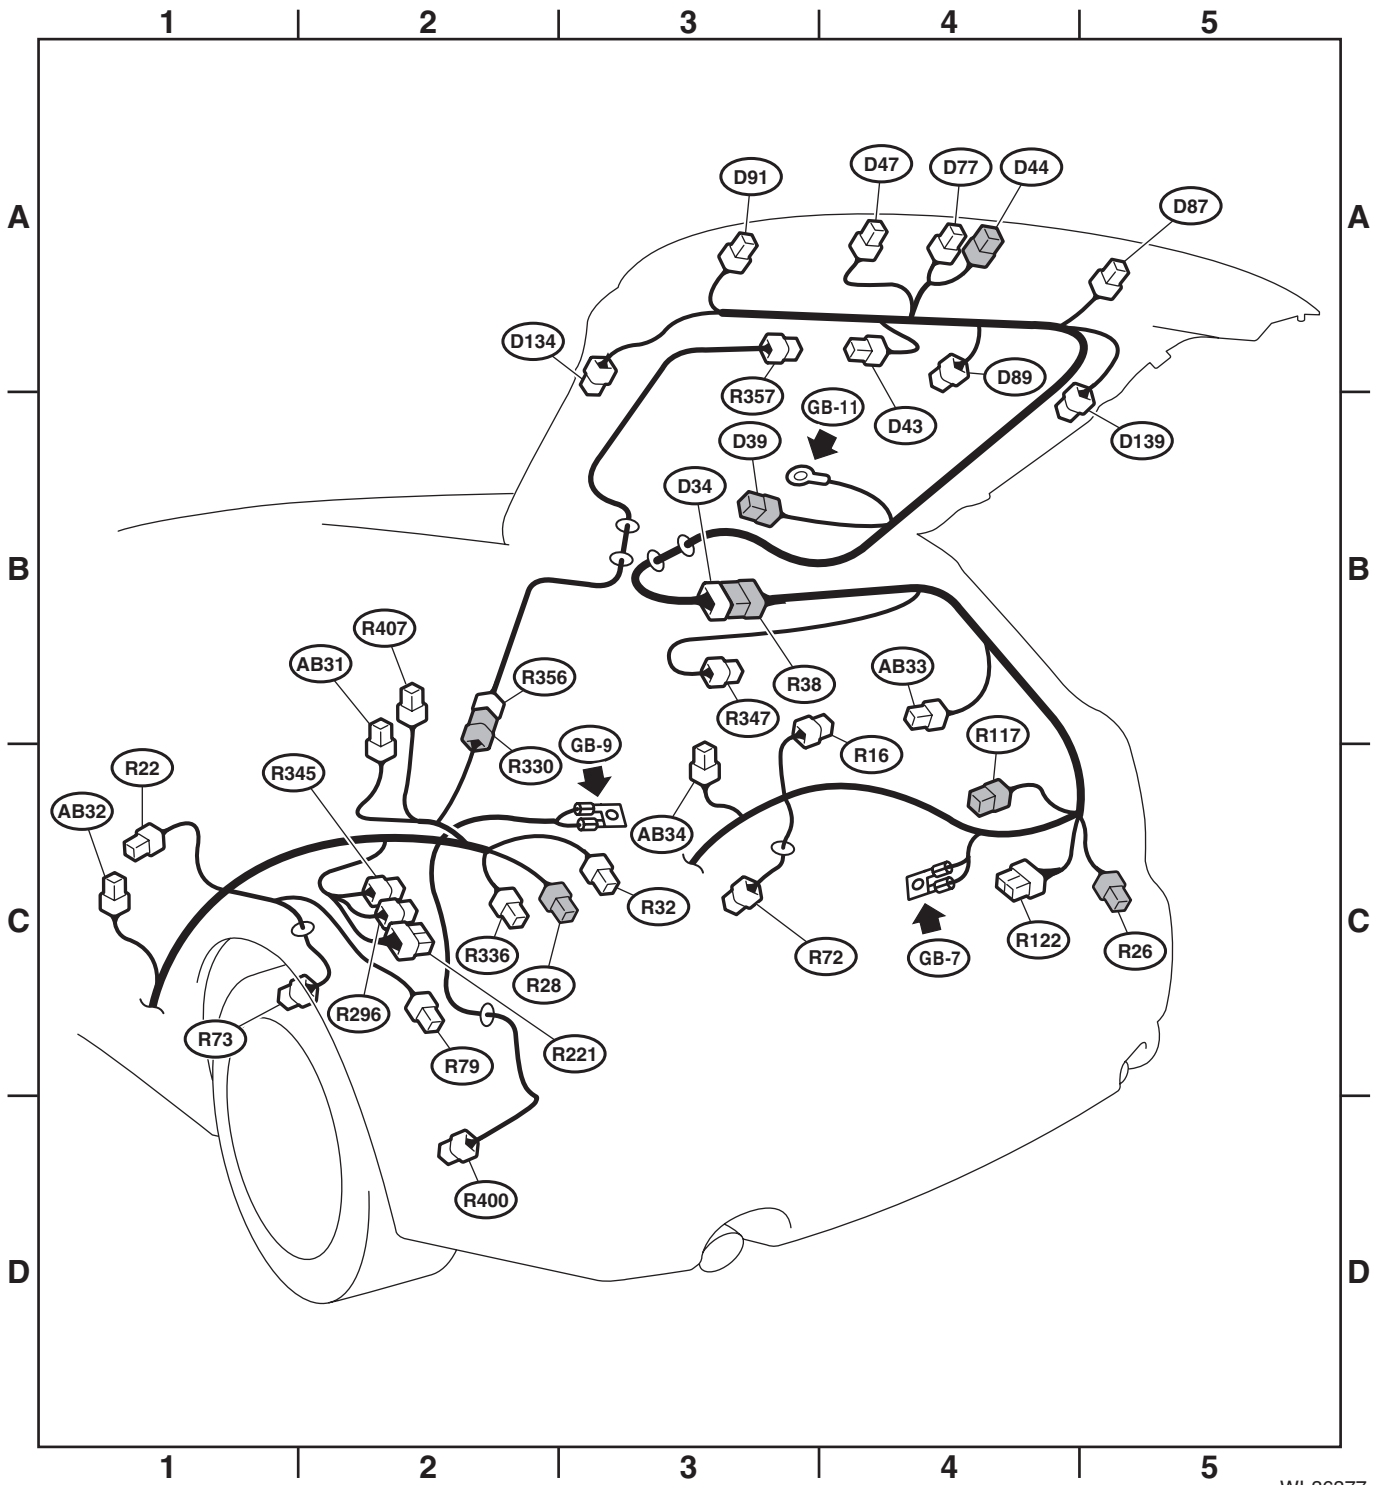 1 2 3 4 5
D47 D77 D44
D91
D87
A A
D134
D89
R357
GB-11
D43
D39 D139
D34
B B
R407
AB31 AB33
R356 R38
R347
R117
GB-9
R16
R22 R345 R330
AB32
AB34
R32
C C
R122
R336 R72 GB-7 R26
R28
R296
R73
R221
R79
R400
D D
1 2 3 4 5